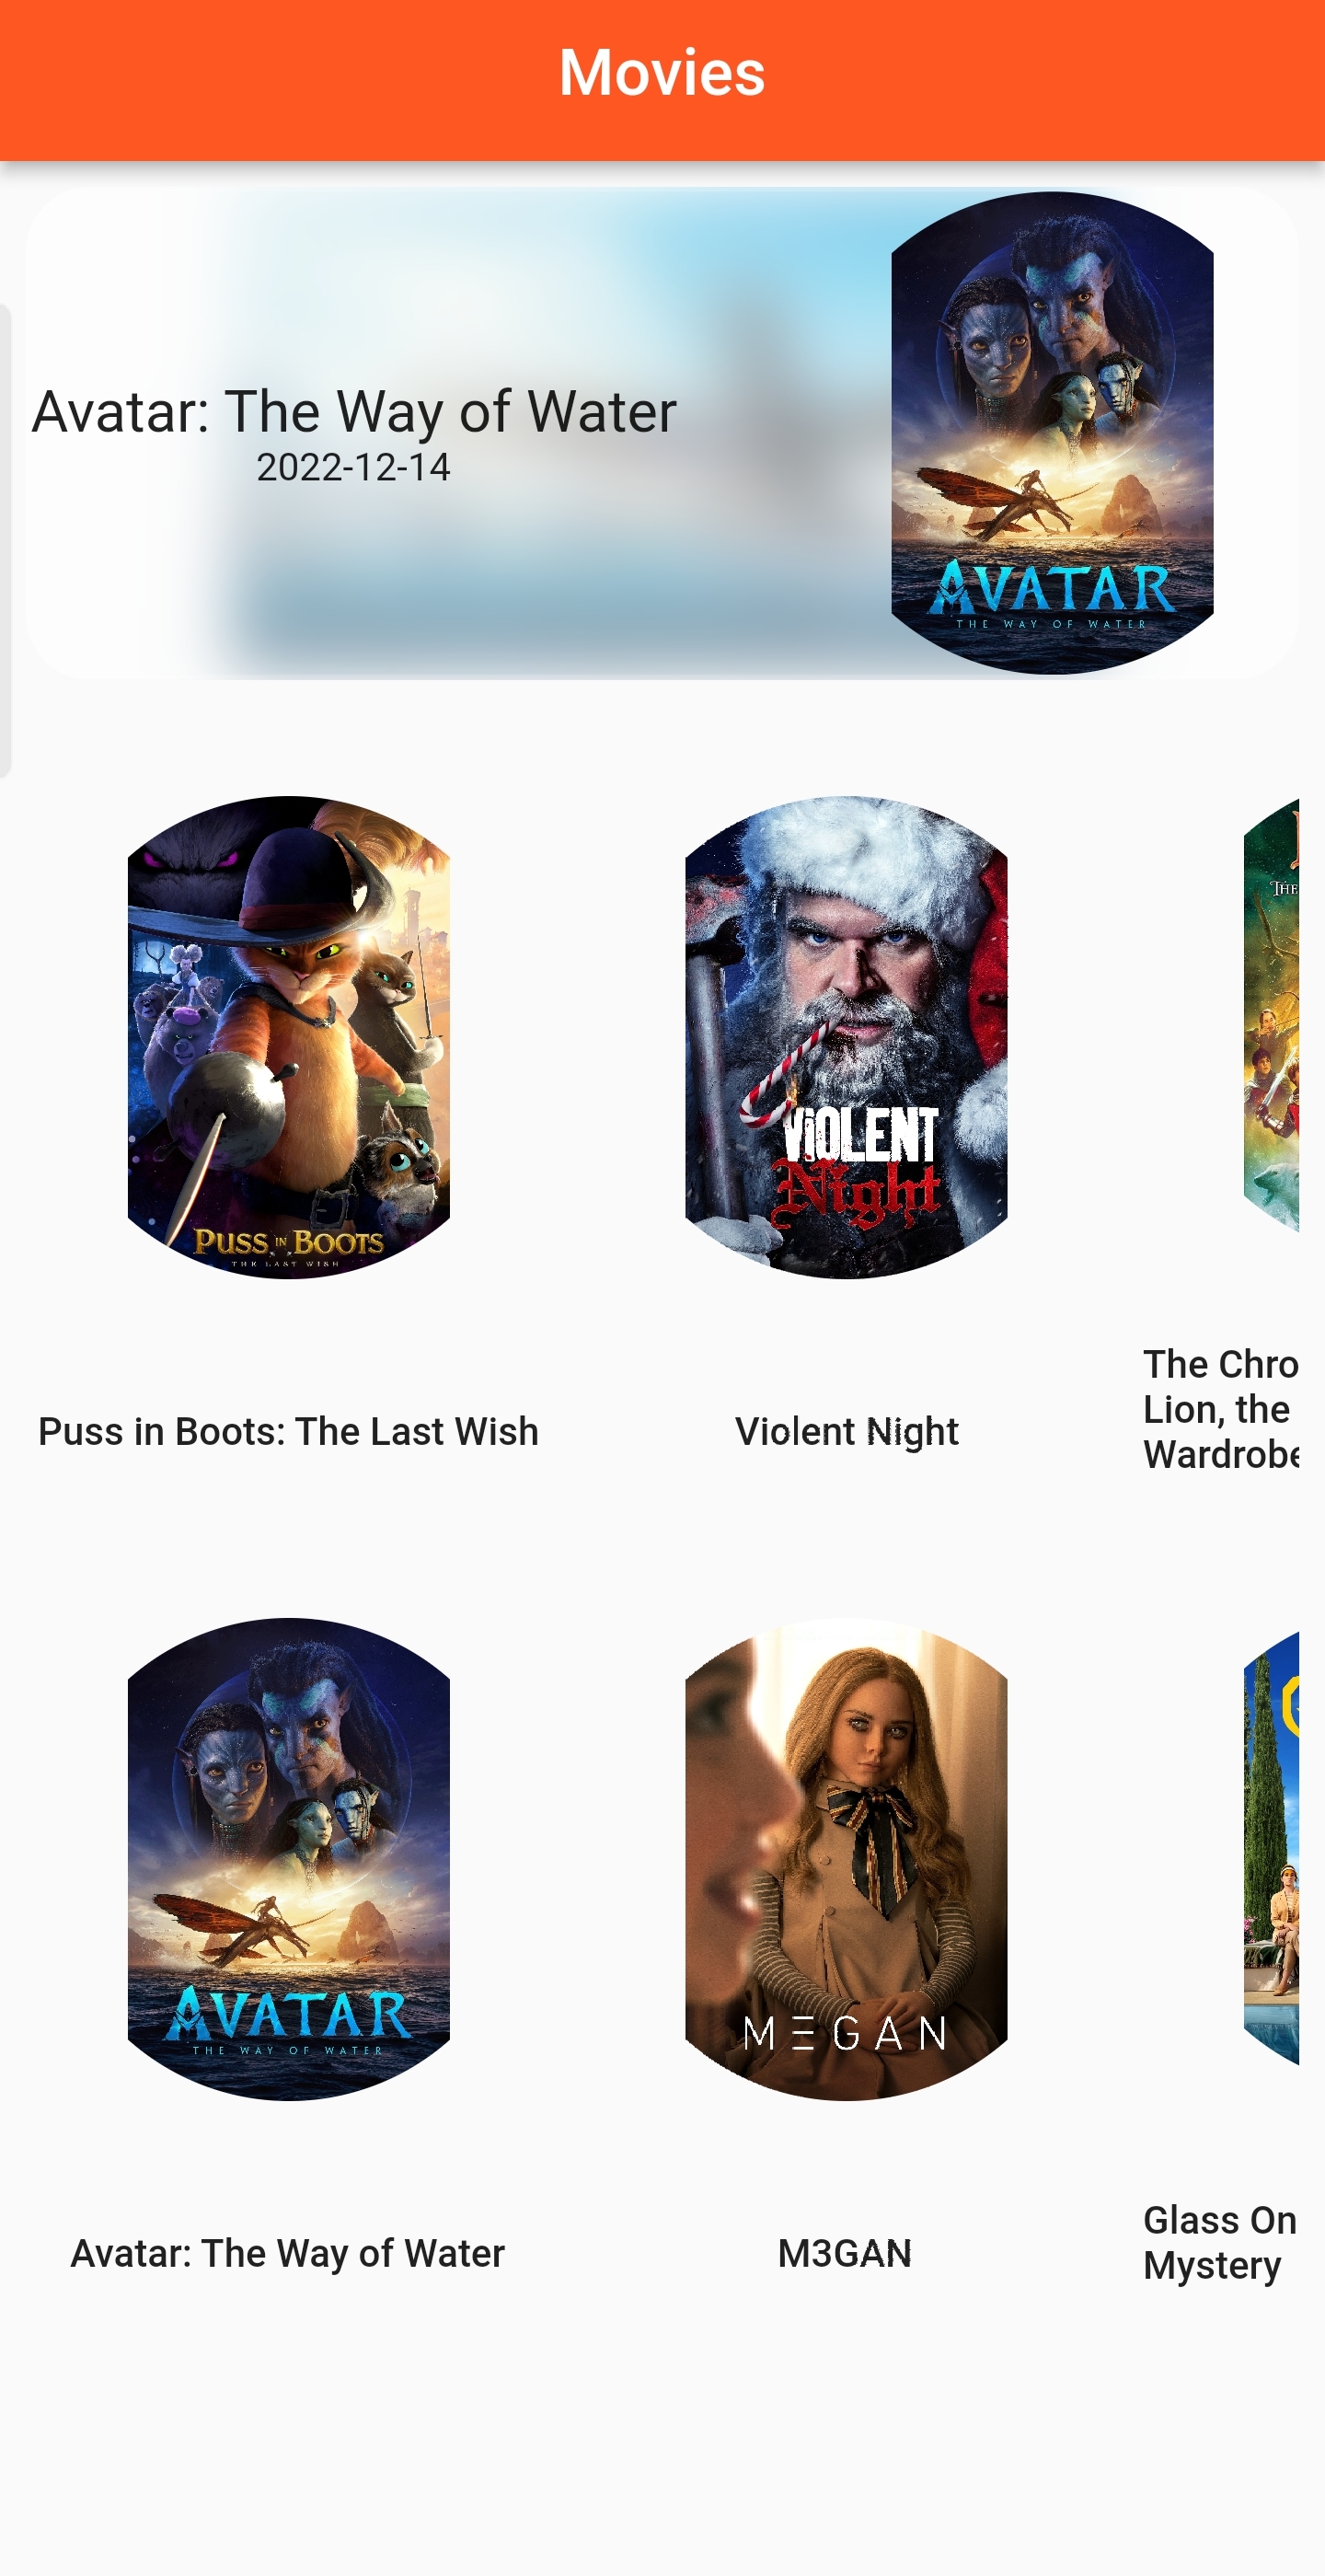 Movies
Avatar: The Way of Water
2022-12-14
AVATAR
THE WAY OF WATER
PUSS IN BOOTS
THE LAST WISH
VIOLENT
Night
THE
Puss in Boots: The Last Wish
Violent Night
The Chro
Lion, the
Wardrobe
AVATAR
THE WAY OF WATER
MEGAN
Avatar: The Way of Water
M3GAN
Glass On
Mystery